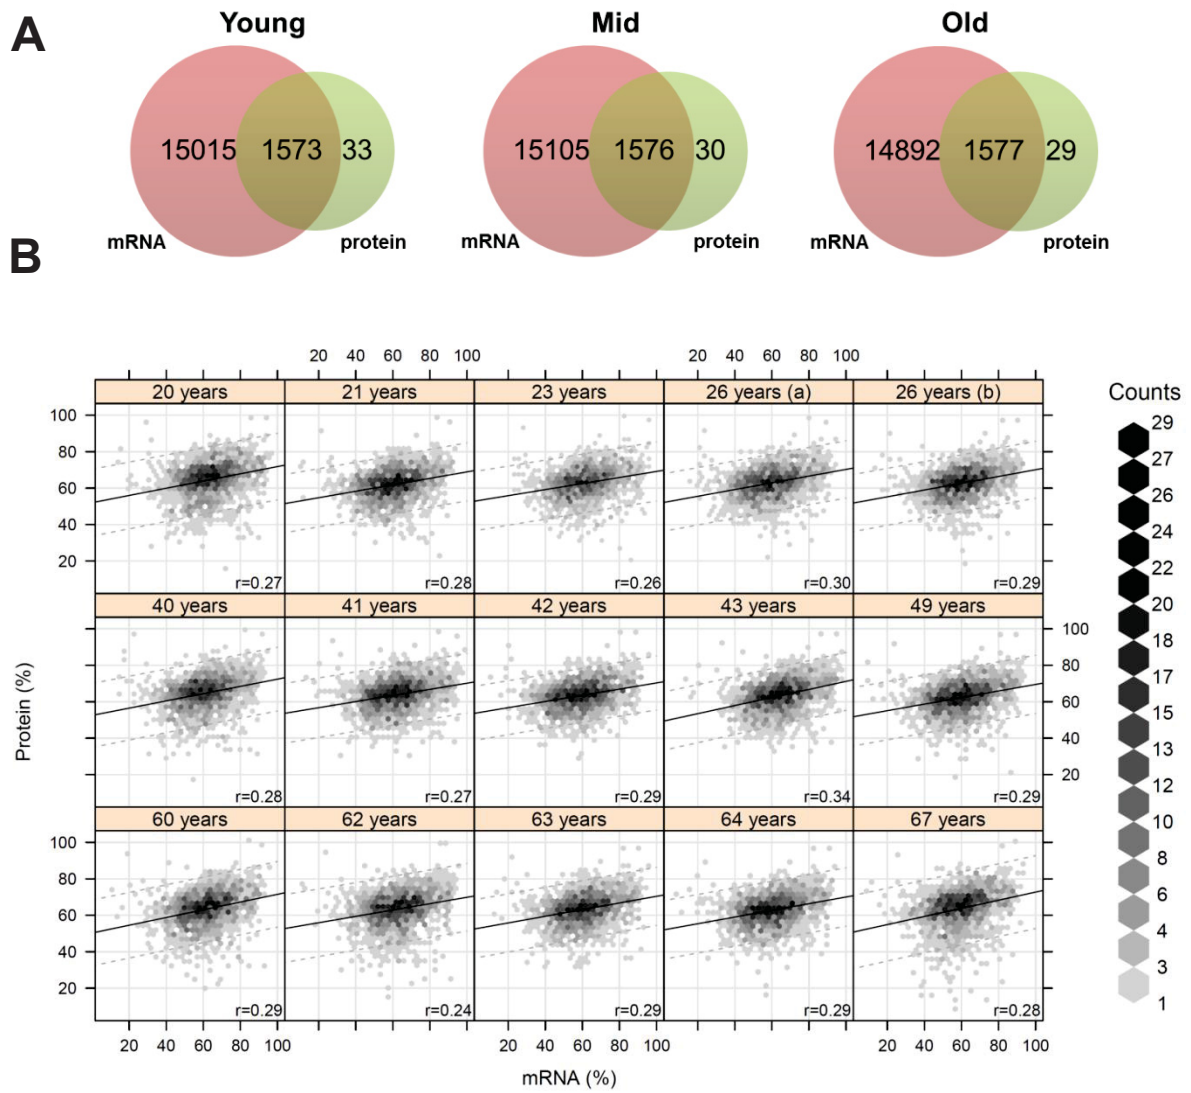 A
Young Mid Old
15015 1573 33 15105 1576 30 14892 1577 29
mRNA protein mRNA protein mRNA protein
B
20 40 60 80 100 20 40 60 80 100
20 years 21 years 23 years 26 years (a) 26 years (b)
Counts
100
80
60
40
20
r=0.27 r=0.28 r=0.26 r=0.30 r=0.29
40 years 41 years 42 years 43 years 49 years
100
80
60
40
20
r=0.28 r=0.27 r=0.29 r=0.34 r=0.29
Protein (%)
60 years 62 years 63 years 64 years 67 years
100
80
60
40
20
r=0.29 r=0.24 r=0.29 r=0.29 r=0.28
20 40 60 80 100 20 40 60 80 100 20 40 60 80 100
mRNA (%)
29
27
26
24
22
20
18
17
15
13
12
10
8
6
4
3
1